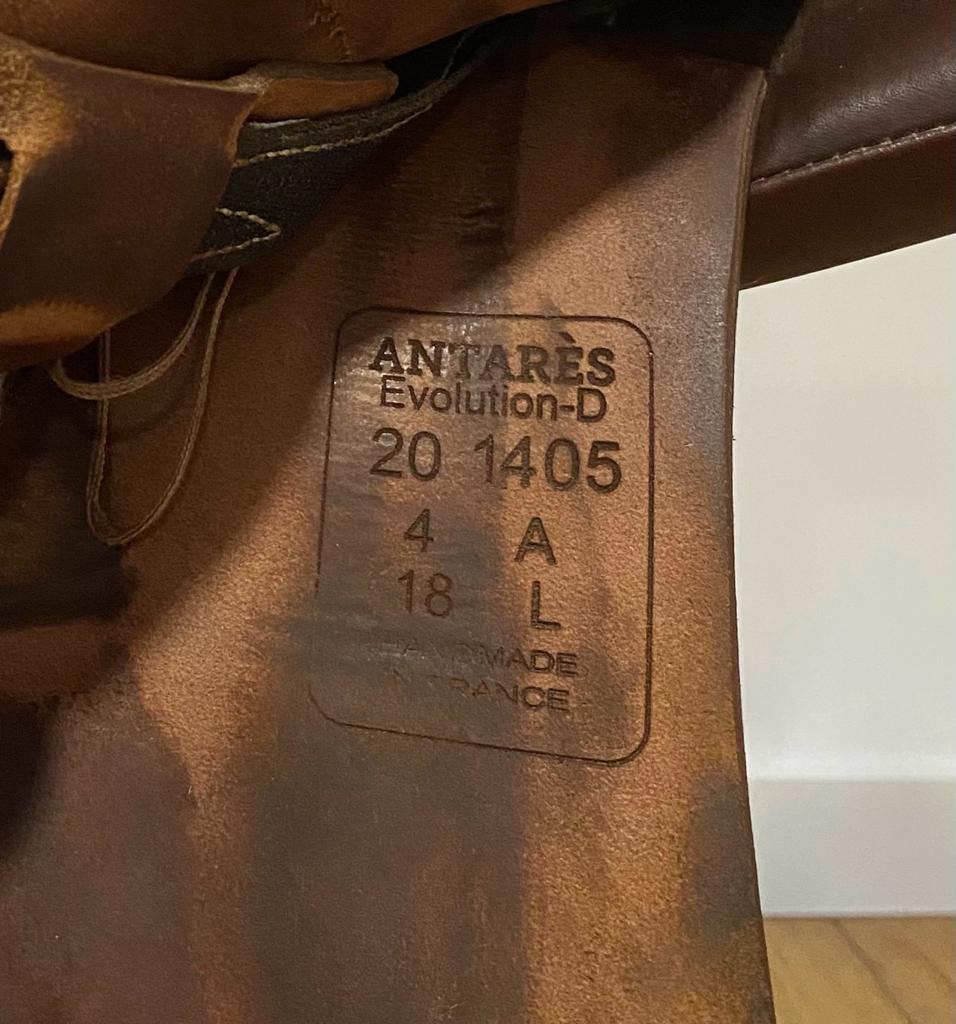 ANTARÈS
Evolution-D
20 1405
4 A
18 L
HANDMADE
IN FRANCE